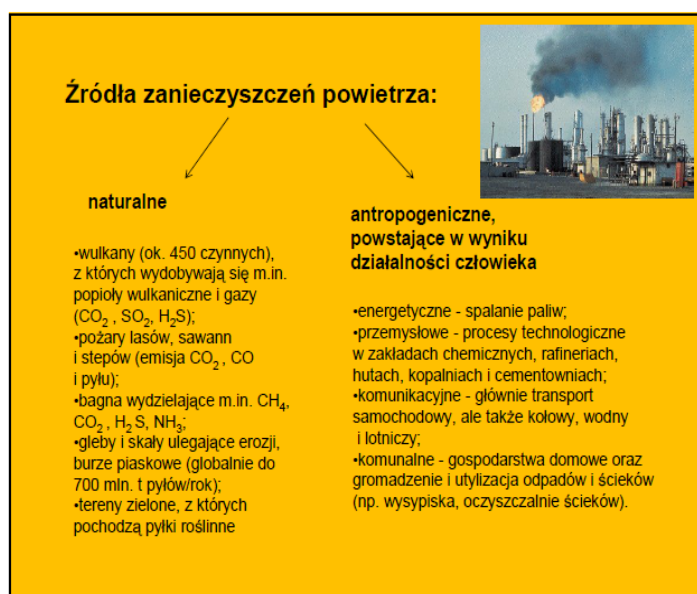 Źródła zanieczyszczeń powietrza:
naturalne
•wulkany (ok. 450 czynnych),
z których wydobywają się m.in.
popioły wulkaniczne i gazy
(CO₂ , SO₂, H₂S);
•pożary lasów, sawann
i stepów (emisja CO₂ , CO
i pyłu);
•bagna wydzielające m.in. CH₄,
CO₂ , H₂ S, NH₃;
•gleby i skały ulegające erozji,
burze piaskowe (globalnie do
700 mln. t pyłów/rok);
•tereny zielone, z których
pochodzą pyłki roślinne
antropogeniczne,
powstające w wyniku
działalności człowieka
•energetyczne - spalanie paliw;
•przemysłowe - procesy technologiczne
w zakładach chemicznych, rafineriach,
hutach, kopalniach i cementowniach;
•komunikacyjne - głównie transport
samochodowy, ale także kołowy, wodny
i lotniczy;
•komunalne - gospodarstwa domowe oraz
gromadzenie i utylizacja odpadów i ścieków
(np. wysypiska, oczyszczalnie ścieków).